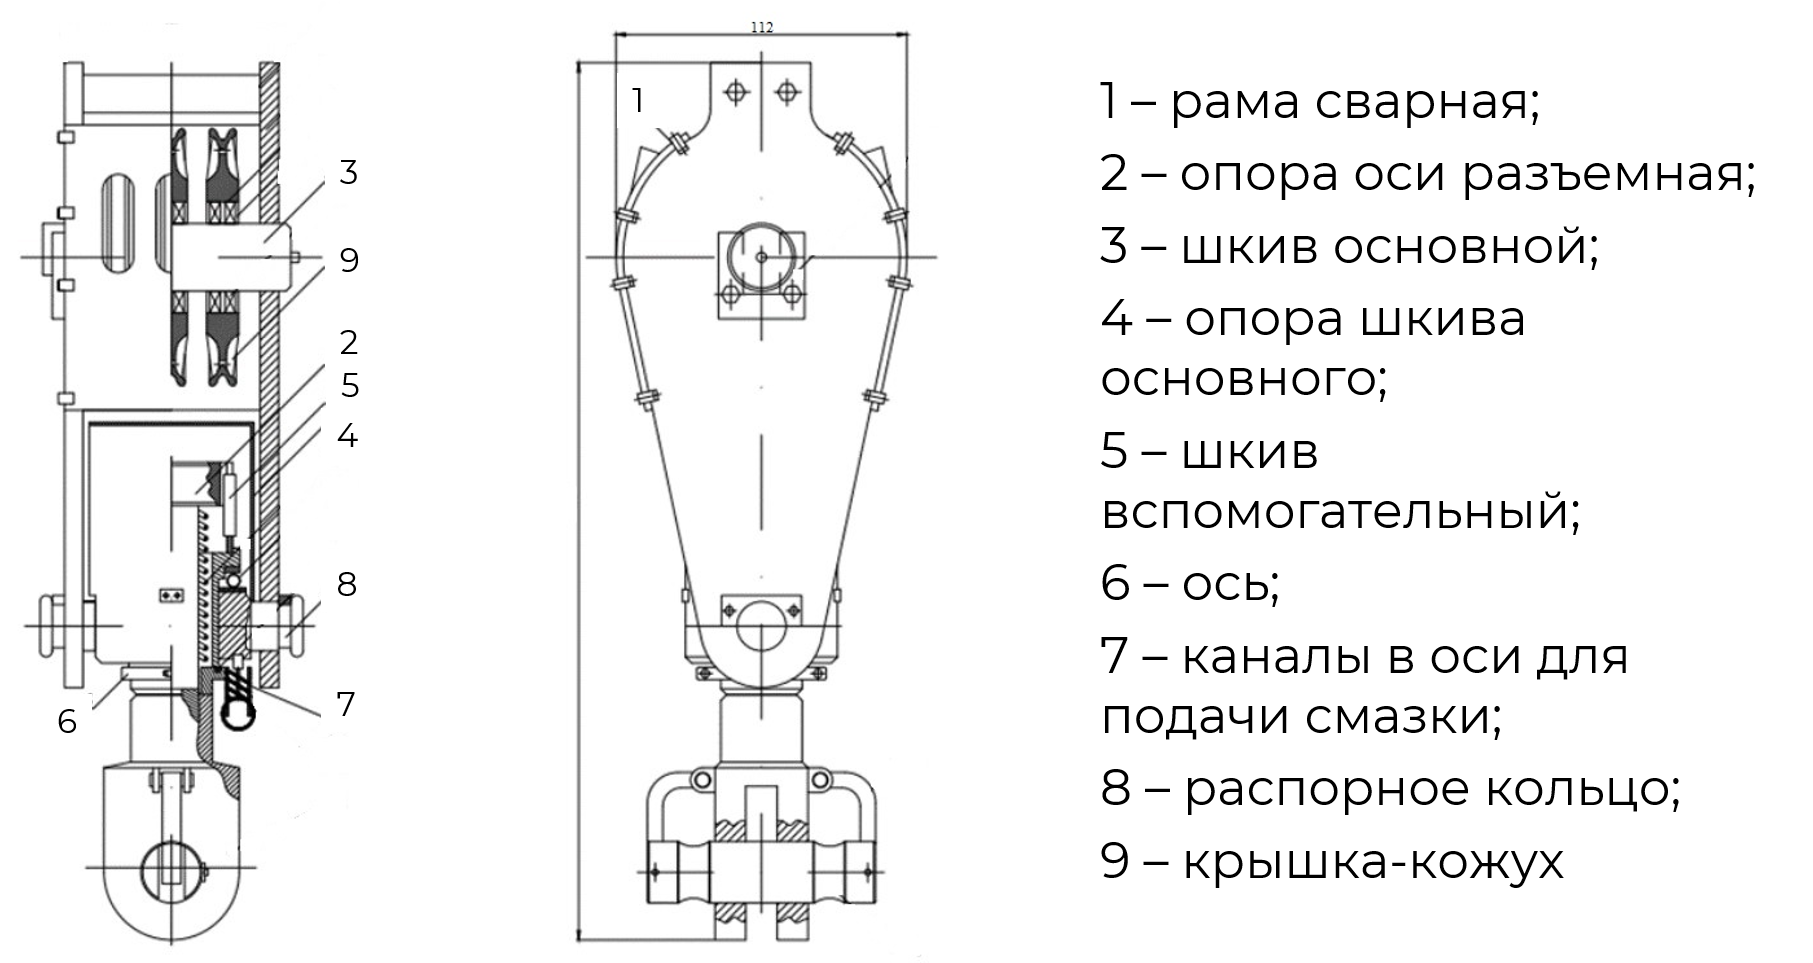 112
1
3
9
2
5
4
8
7
6
1 – рама сварная;
2 – опора оси разъемная;
3 – шкив основной;
4 – опора шкива
основного;
5 – шкив
вспомогательный;
6 – ось;
7 – каналы в оси для
подачи смазки;
8 – распорное кольцо;
9 – крышка-кожух